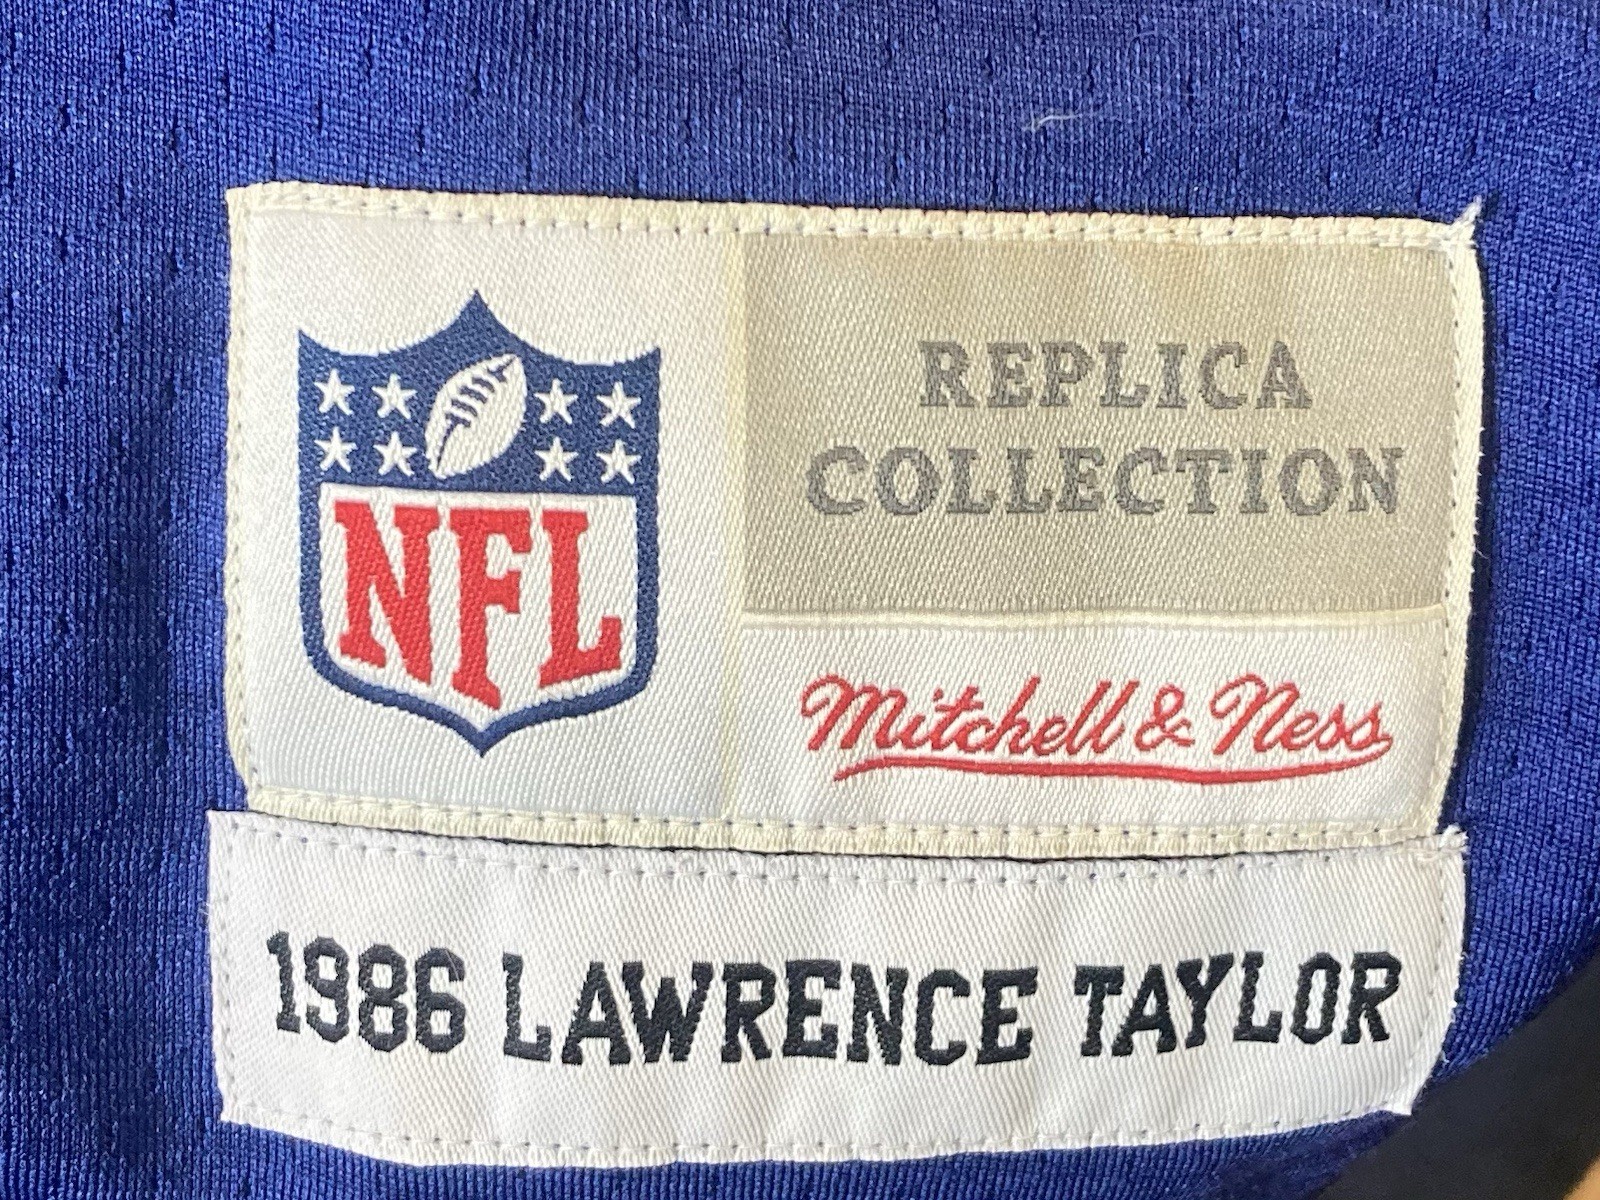 NFL
REPLICA
COLLECTION
Mitchell & Ness
1986 LAWRENCE TAYLOR